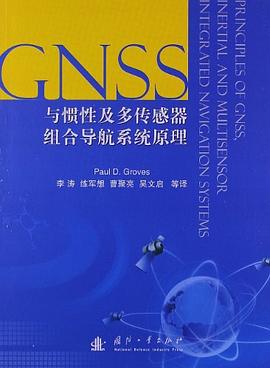 GNSS
与惯性及多传感器
组合导航系统原理
PRINCIPLES OF GNSS,
INERTIAL AND MULTISENSOR
INTEGRATED NAVIGATION SYSTEMS
Paul D. Groves
李 涛 练军想 曹聚亮 吴文启 等译
国防工业出版社
National Defense Industry Press